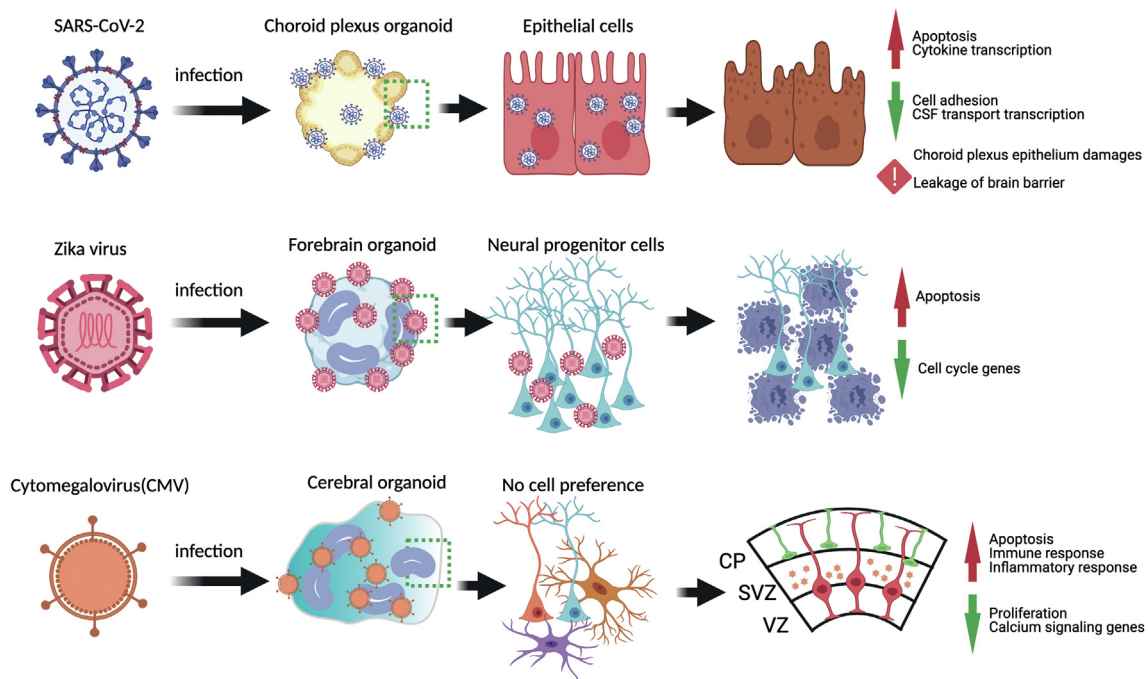 SARS-CoV-2
infection
Choroid plexus organoid
Epithelial cells
Apoptosis
Cytokine transcription
Cell adhesion
CSF transport transcription
Choroid plexus epithelium damages
!
Leakage of brain barrier
Zika virus
infection
Forebrain organoid
Neural progenitor cells
Apoptosis
Cell cycle genes
Cytomegalovirus(CMV)
infection
Cerebral organoid
No cell preference
CP
SVZ
VZ
Apoptosis
Immune response
Inflammatory response
Proliferation
Calcium signaling genes